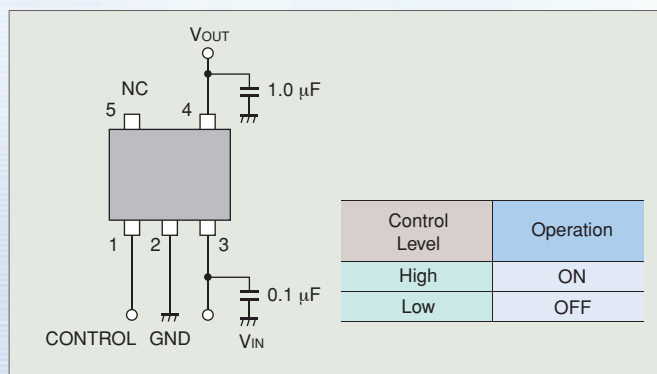 VOUT
NC
1.0 µF
5
4
1
2
3
0.1 µF
CONTROL GND
VIN
Control Level
Operation
High
ON
Low
OFF